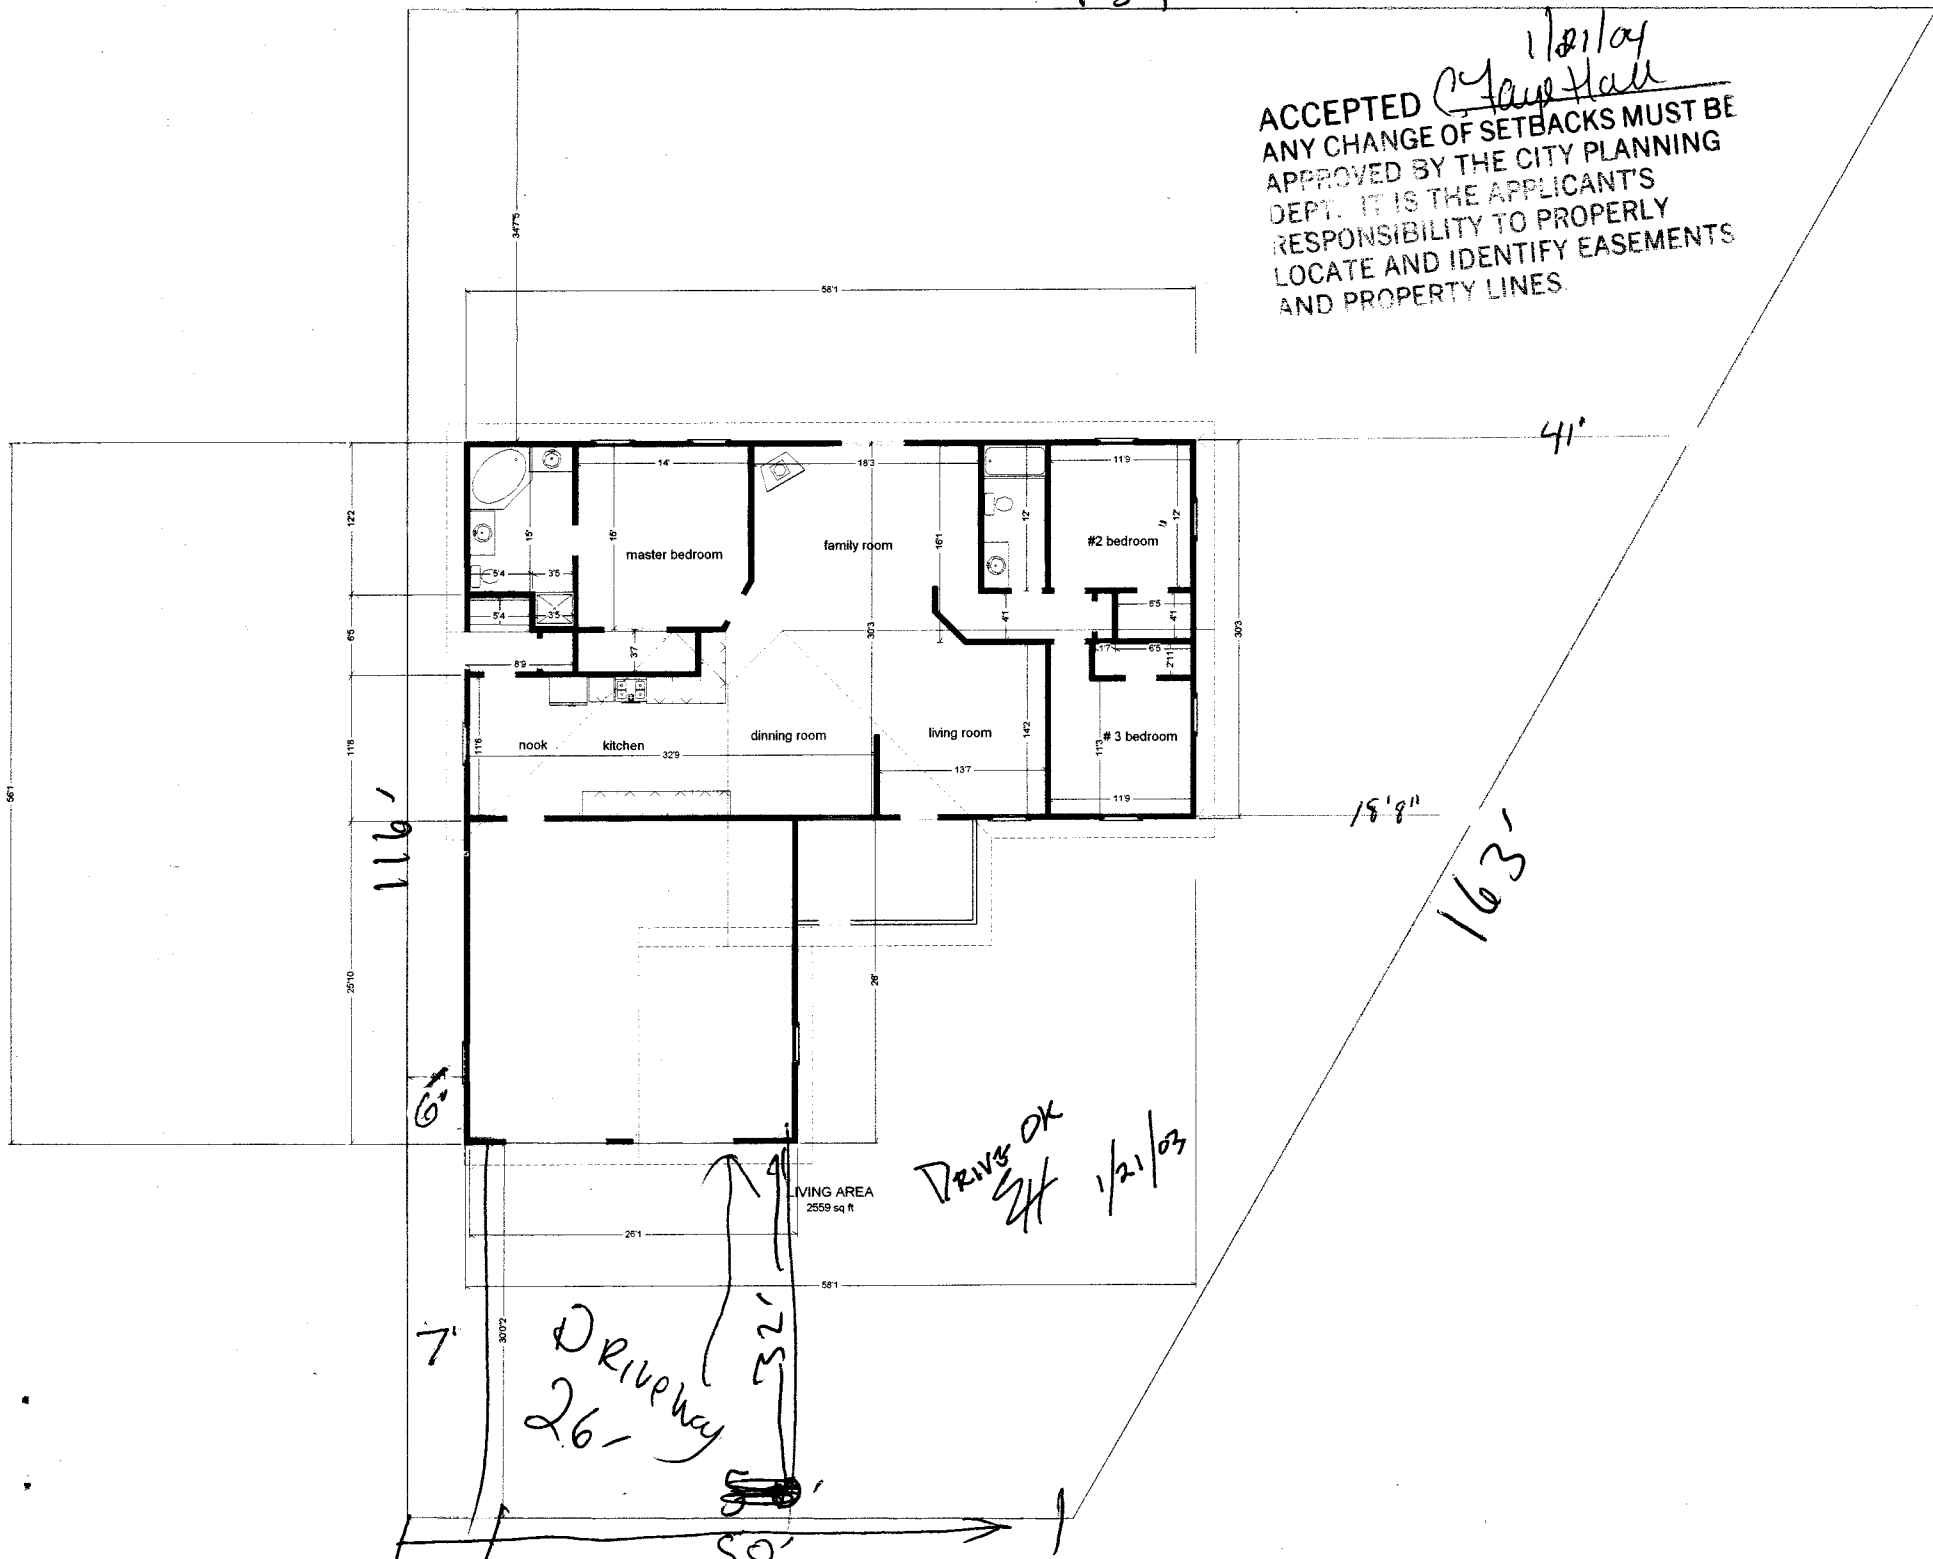 1/21/04
ACCEPTED C Faye Hall
ANY CHANGE OF SETBACKS MUST BE
APPROVED BY THE CITY PLANNING
DEPT. IT IS THE APPLICANT'S
RESPONSIBILITY TO PROPERLY
LOCATE AND IDENTIFY EASEMENTS
AND PROPERTY LINES.
34'7"5
58'1
41'
14'
18'3
11'9
12'2
15'
15'
master bedroom
family room
16'1
12'
#2 bedroom
12'
5'4
3'5
5'4
3'5
6'5
4'1
6'5
4'1
30'3
30'3
8'9
3'7
1'7
6'5
2'11
56'1
11'8
11'6
nook
kitchen
dinning room
living room
14'2
11'3
# 3 bedroom
32'9
13'7
11'9
18'8"
116'
163'
25'10
26'
6'
DRIVE OK
SH 1/21/03
LIVING AREA
2559 sq ft
26'1
58'1
7'
30'0"2
DRIVEWAY
26-
32'
50'